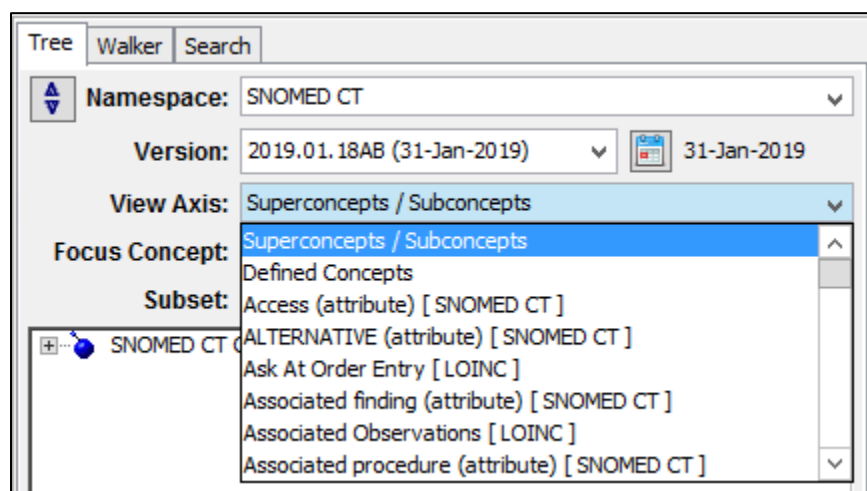 Tree Walker Search
Namespace: SNOMED CT
Version: 2019.01.18AB (31-Jan-2019) 31-Jan-2019
View Axis: Superconcepts / Subconcepts
Focus Concept: Superconcepts / Subconcepts
Defined Concepts
Subset: Access (attribute) [ SNOMED CT ]
SNOMED CT ALTERNATIVE (attribute) [ SNOMED CT ]
Ask At Order Entry [ LOINC ]
Associated finding (attribute) [ SNOMED CT ]
Associated Observations [ LOINC ]
Associated procedure (attribute) [ SNOMED CT ]